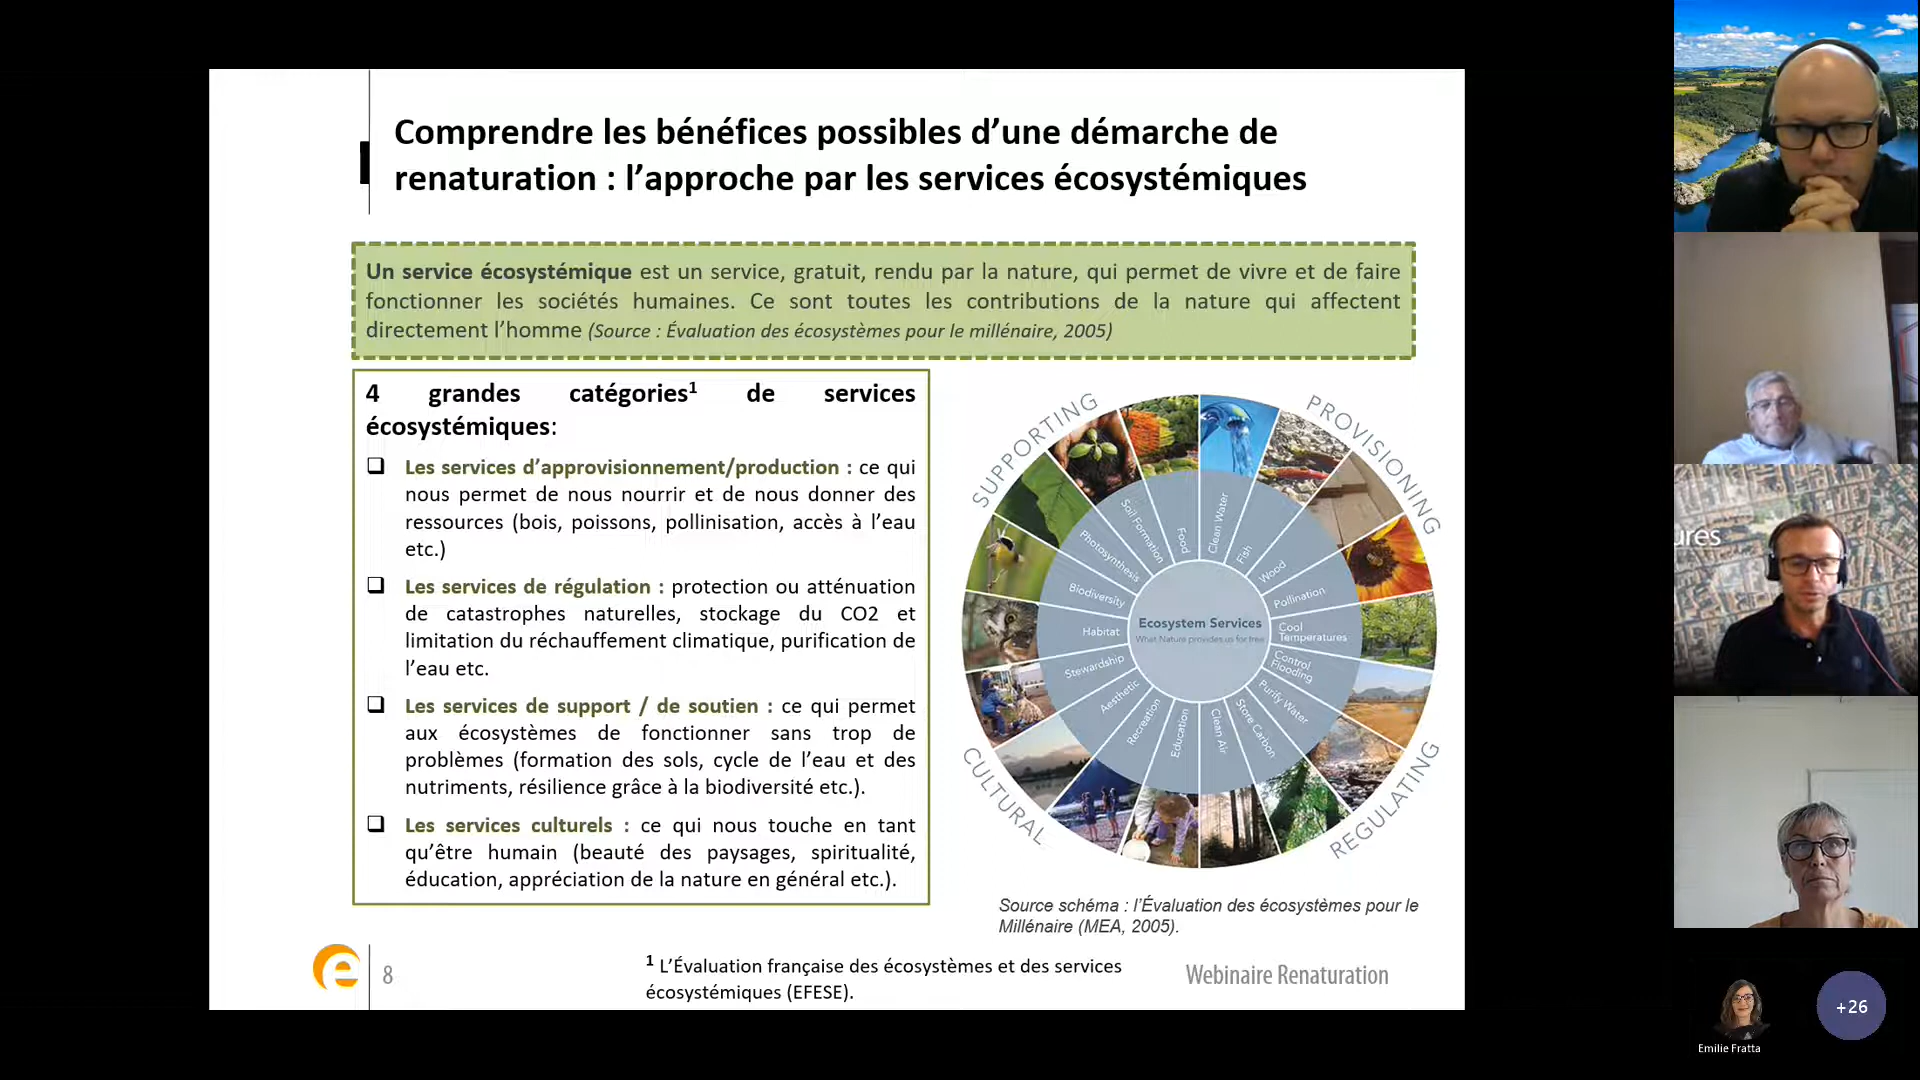 Comprendre les bénéfices possibles d’une démarche de
renaturation : l’approche par les services écosystémiques
Un service écosystémique est un service, gratuit, rendu par la nature, qui permet de vivre et de faire
fonctionner les sociétés humaines. Ce sont toutes les contributions de la nature qui affectent
directement l’homme (Source : Évaluation des écosystèmes pour le millénaire, 2005)
4 grandes catégories¹ de services
écosystémiques:
Les services d’approvisionnement/production : ce qui
nous permet de nous nourrir et de nous donner des
ressources (bois, poissons, pollinisation, accès à l’eau
etc.)
Les services de régulation : protection ou atténuation
de catastrophes naturelles, stockage du CO2 et
limitation du réchauffement climatique, purification de
l’eau etc.
Les services de support / de soutien : ce qui permet
aux écosystèmes de fonctionner sans trop de
problèmes (formation des sols, cycle de l’eau et des
nutriments, résilience grâce à la biodiversité etc.).
Les services culturels : ce qui nous touche en tant
qu’être humain (beauté des paysages, spiritualité,
éducation, appréciation de la nature en général etc.).
SUPPORTING
PROVISIONING
REGULATING
CULTURAL
Food
Clean Water
Fish
Wood
Pollination
Cool
Temperatures
Control
Flooding
Purify Water
Store Carbon
Clean Air
Education
Recreation
Aesthetic
Stewardship
Habitat
Biodiversity
Photosynthesis
Soil Formation
Ecosystem Services
What Nature provides us for free
Source schéma : l’Évaluation des écosystèmes pour le
Millénaire (MEA, 2005).
e
8
¹ L’Évaluation française des écosystèmes et des services
écosystémiques (EFESE).
Webinaire Renaturation
ures
+26
Emilie Fratta